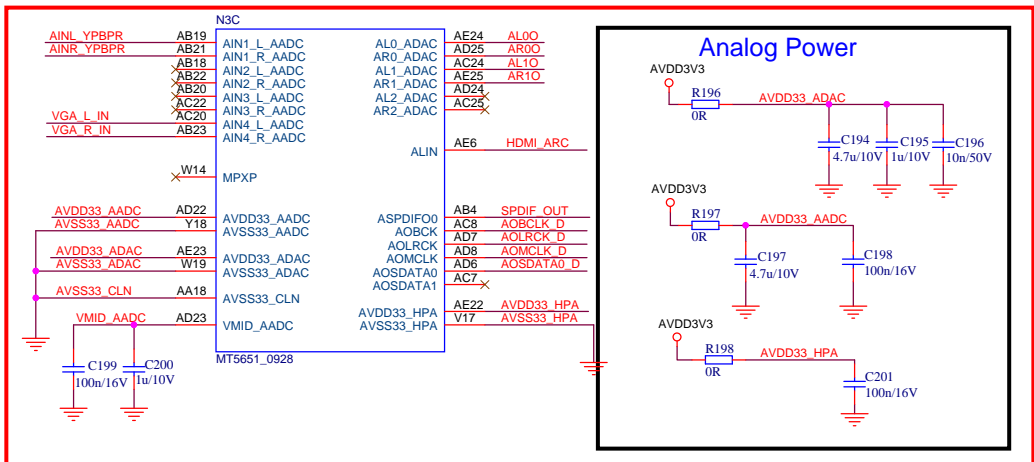 N3C
AINL_YPBPR AB19 AIN1_L_AADC
AINR_YPBPR AB21 AIN1_R_AADC
AB18 AIN2_L_AADC
AB22 AIN2_R_AADC
AB20 AIN3_L_AADC
AC22 AIN3_R_AADC
VGA_L_IN AC20 AIN4_L_AADC
VGA_R_IN AB23 AIN4_R_AADC
W14 MPXP
AVDD33_AADC AD22 AVDD33_AADC
AVSS33_AADC Y18 AVSS33_AADC
AVDD33_ADAC AE23 AVDD33_ADAC
AVSS33_ADAC W19 AVSS33_ADAC
AVSS33_CLN AA18 AVSS33_CLN
VMID_AADC AD23 VMID_AADC
AL0_ADAC AE24 AL0O
AR0_ADAC AD25 AR0O
AL1_ADAC AC24 AL1O
AR1_ADAC AE25 AR1O
AL2_ADAC AD24
AR2_ADAC AC25
ALIN AE6 HDMI_ARC
ASPDIFO0 AB4 SPDIF_OUT
AOBCK AC8 AOBCLK_D
AOLRCK AD7 AOLRCK_D
AOMCLK AD8 AOMCLK_D
AOSDATA0 AD6 AOSDATA0_D
AOSDATA1 AC7
AVDD33_HPA AE22 AVDD33_HPA
AVSS33_HPA V17 AVSS33_HPA
MT5651_0928
C199
100n/16V
C200
1u/10V
Analog Power
AVDD3V3
R196
0R
AVDD33_ADAC
C194
4.7u/10V
C195
1u/10V
C196
10n/50V
AVDD3V3
R197
0R
AVDD33_AADC
C197
4.7u/10V
C198
100n/16V
AVDD3V3
R198
0R
AVDD33_HPA
C201
100n/16V